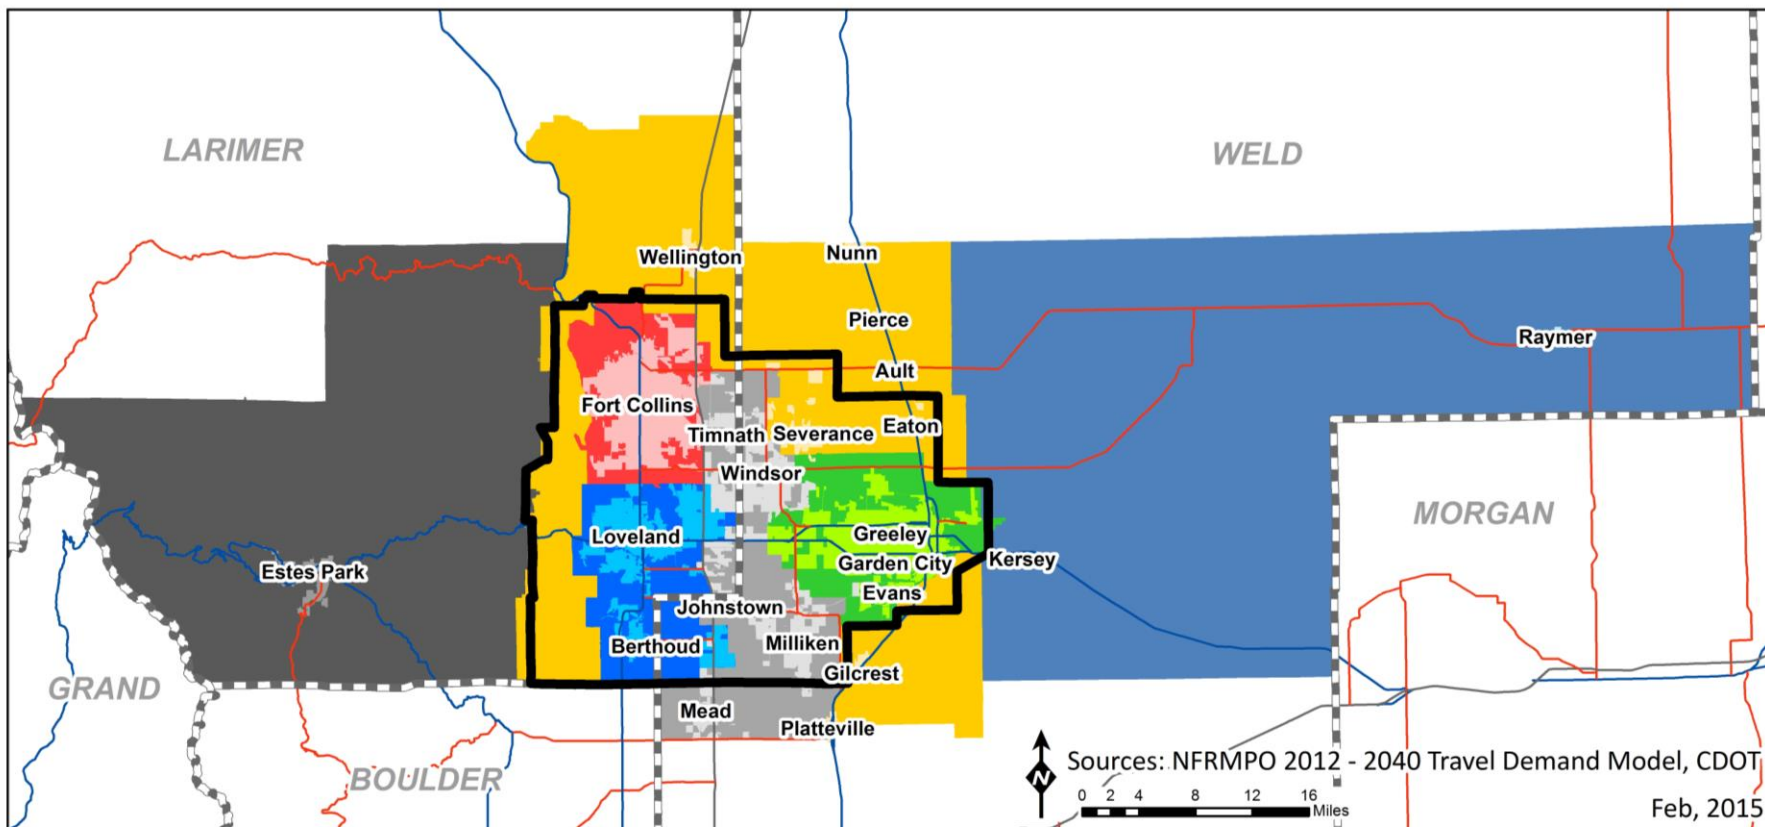 LARIMER
WELD
Wellington
Nunn
Pierce
Raymer
Ault
Fort Collins
Eaton
Timnath
Severance
Windsor
MORGAN
Loveland
Greeley
Kersey
Garden City
Estes Park
Evans
Johnstown
Berthoud
Milliken
Gilcrest
GRAND
Mead
Platteville
BOULDER
N
Sources: NFRMPO 2012 - 2040 Travel Demand Model, CDOT
0 2 4 8 12 16
Miles
Feb, 2015